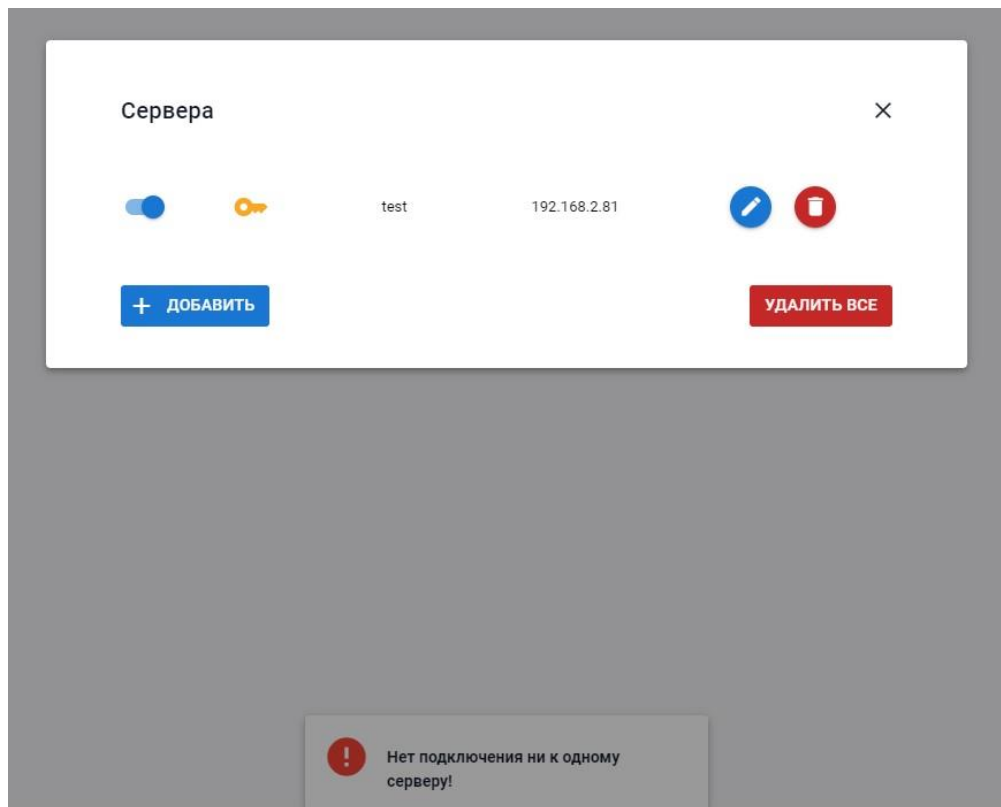 Сервера
test 192.168.2.81
ДОБАВИТЬ УДАЛИТЬ ВСЕ
Нет подключения ни к одному
серверу!